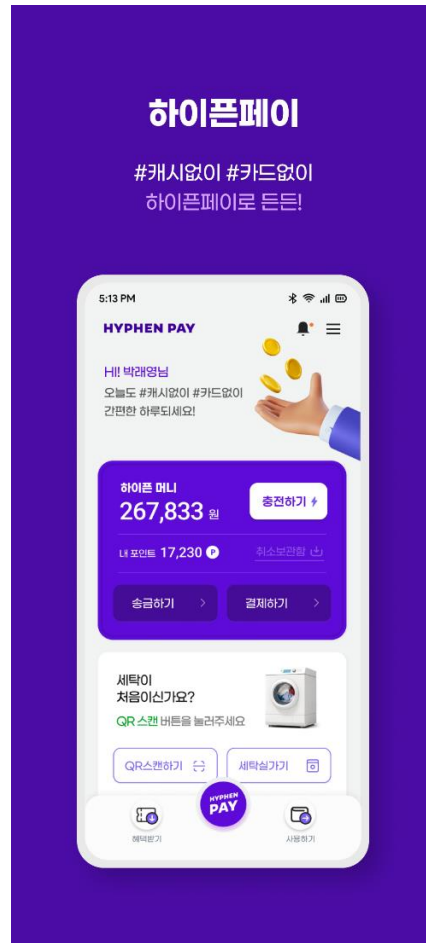 하이픈페이
#캐시없이 #카드없이
하이픈페이로 든든!
5:13 PM
HYPHEN PAY
HI! 박래영님
오늘도 #캐시없이 #카드없이
간편한 하루되세요!
하이픈 머니
267,833 원
충전하기
내 포인트 17,230 P
취소보관함
송금하기
결제하기
세탁이
처음이신가요?
QR 스캔 버튼을 눌러주세요
QR스캔하기
세탁실가기
HYPHEN
PAY
혜택받기
사용하기